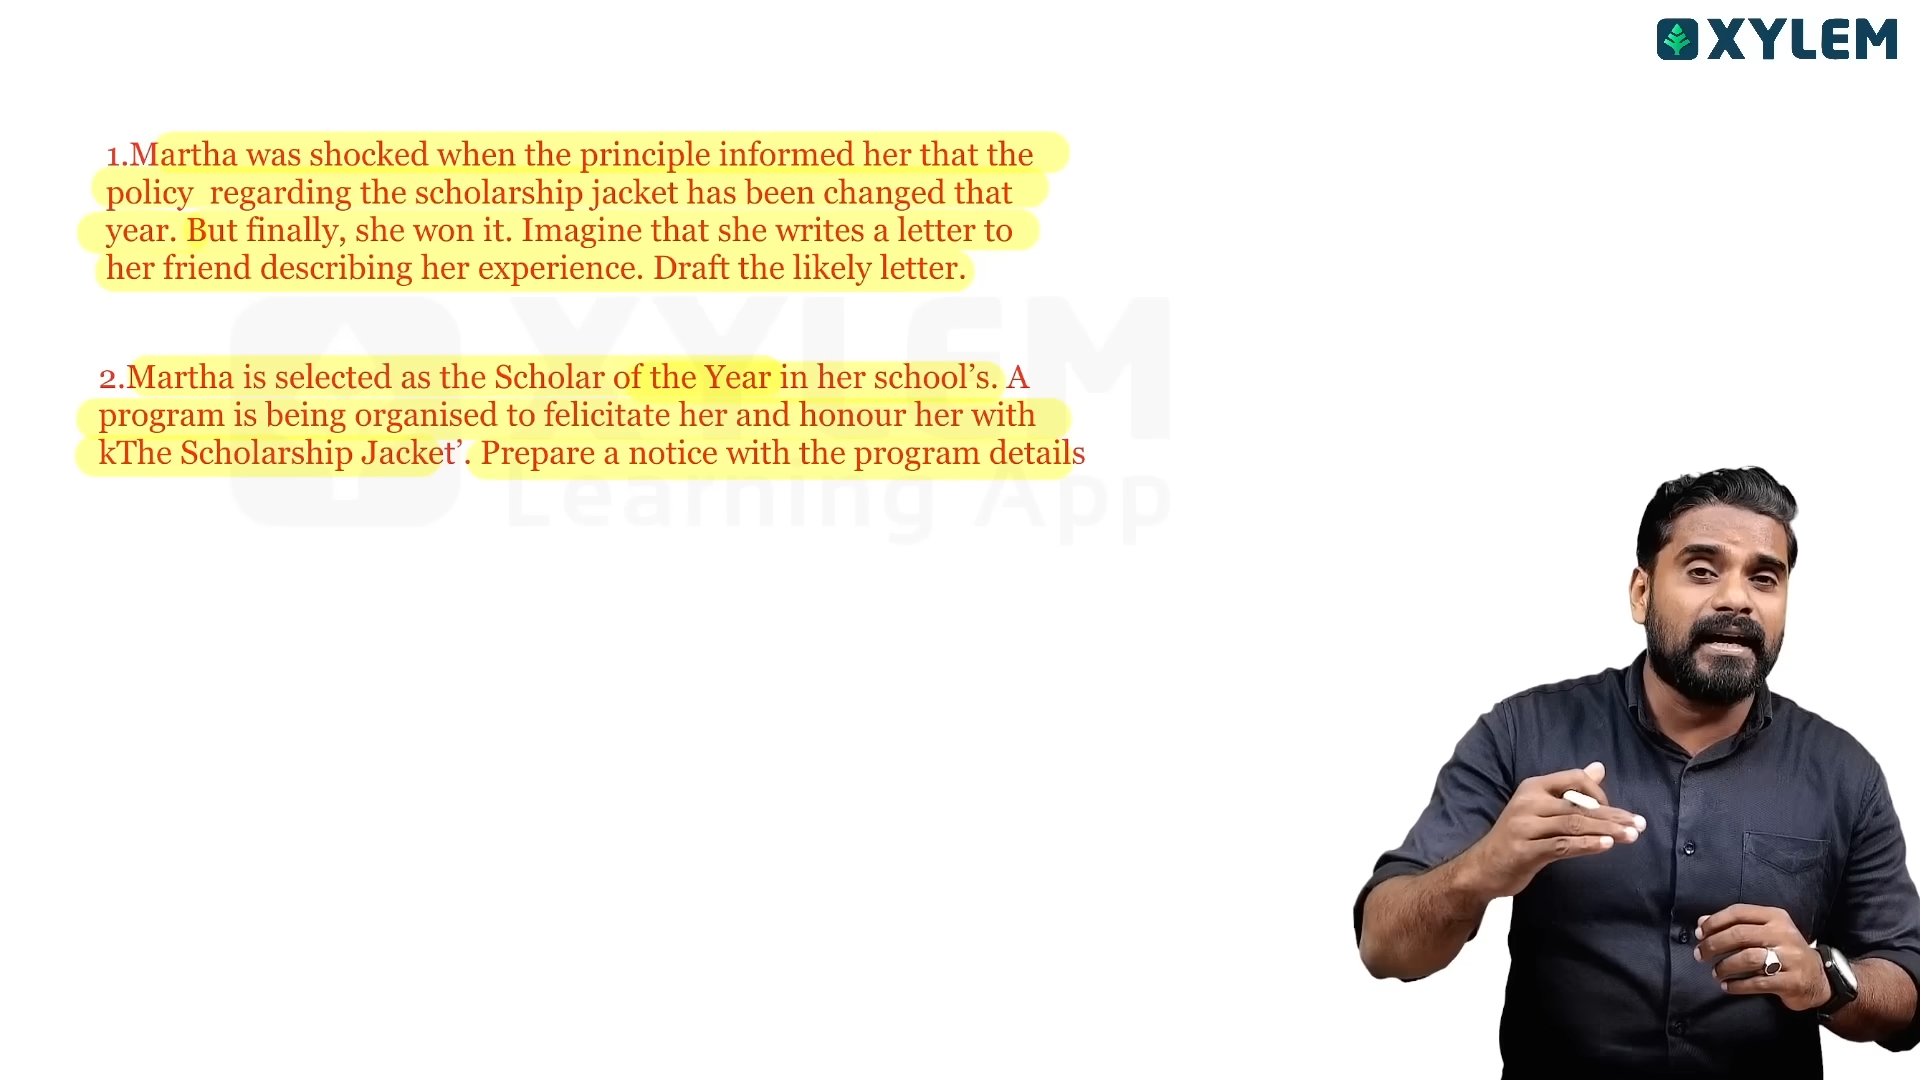 XYLEM
1.Martha was shocked when the principle informed her that the
policy  regarding the scholarship jacket has been changed that
year. But finally, she won it. Imagine that she writes a letter to
her friend describing her experience. Draft the likely letter.
XYLEM
2.Martha is selected as the Scholar of the Year in her school’s. A
program is being organised to felicitate her and honour her with
kThe Scholarship Jacket’. Prepare a notice with the program details
Learning App